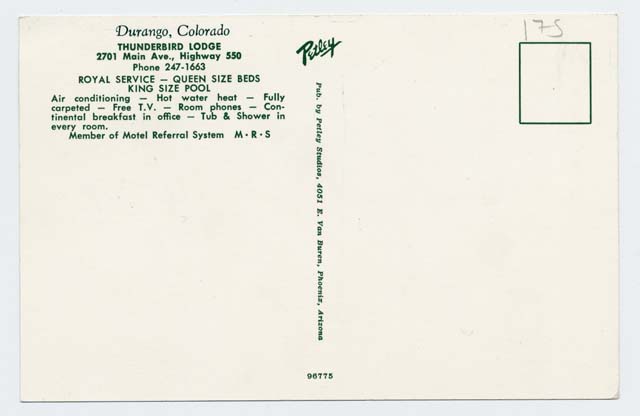 Durango, Colorado
THUNDERBIRD LODGE
2701 Main Ave., Highway 550
Phone 247-1663
ROYAL SERVICE — QUEEN SIZE BEDS
KING SIZE POOL
Air conditioning — Hot water heat — Fully
carpeted — Free T.V. — Room phones — Con-
tinental breakfast in office — Tub & Shower in
every room.
Member of Motel Referral System M·R·S
Petley
Pub. by Petley Studios, 4051 E. Van Buren, Phoenix, Arizona
96775
175